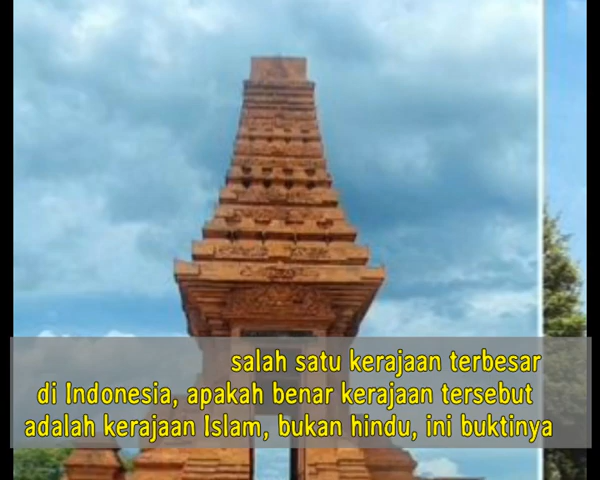 salah satu kerajaan terbesar
di Indonesia, apakah benar kerajaan tersebut
adalah kerajaan Islam, bukan hindu, ini buktinya